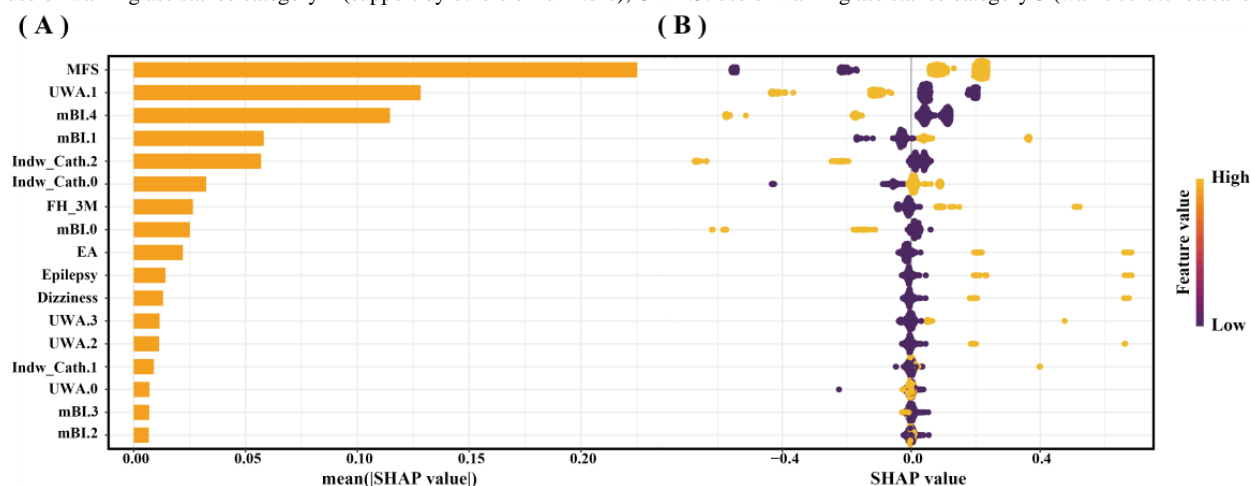 ( A ) ( B )
MFS
UWA.1
mBI.4
mBI.1
Indw_Cath.2
Indw_Cath.0
FH_3M
mBI.0
EA
Epilepsy
Dizziness
UWA.3
UWA.2
Indw_Cath.1
UWA.0
mBI.3
mBI.2
High
Feature value
Low
0.00 0.05 0.10 0.15 0.20 −0.4 0.0 0.4
mean(|SHAP value|) SHAP value